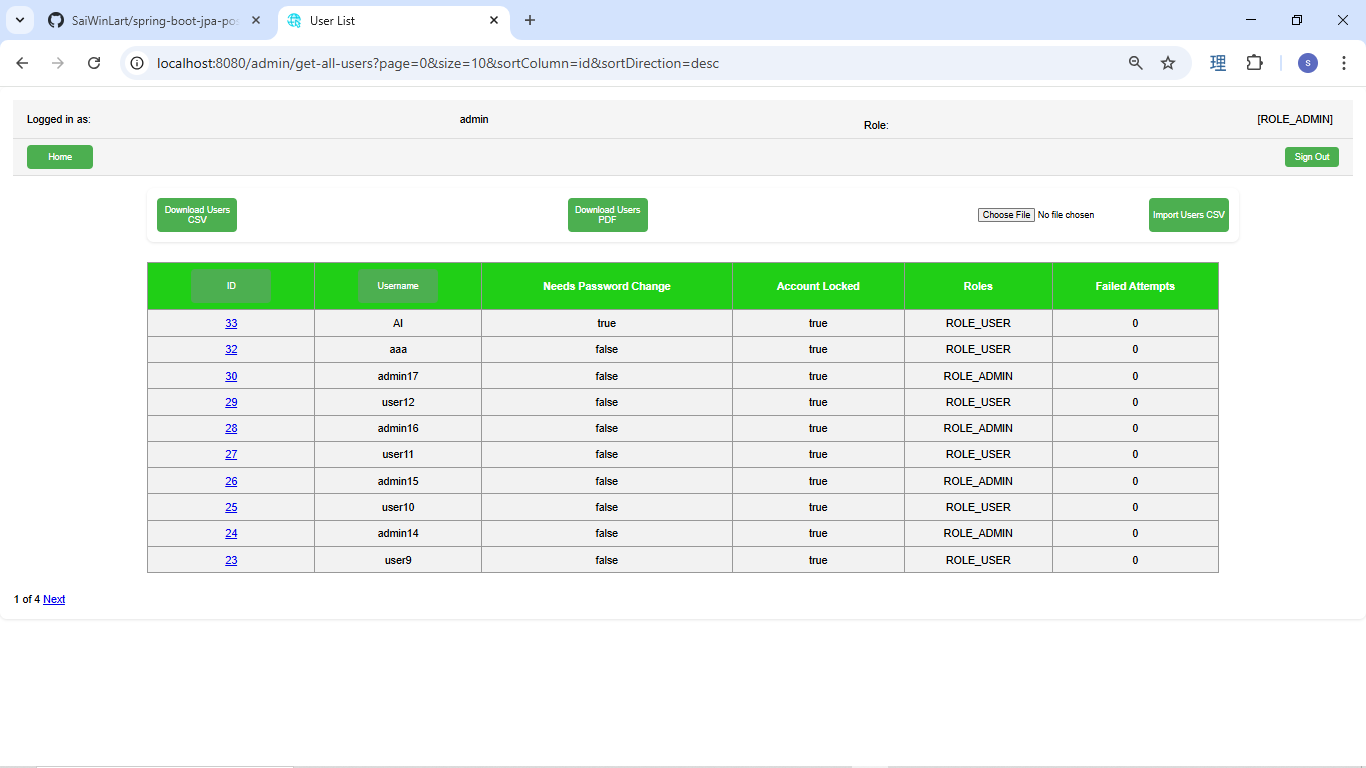 SaiWinLart/spring-boot-jpa-pos
User List
localhost:8080/admin/get-all-users?page=0&size=10&sortColumn=id&sortDirection=desc
理
S
Logged in as: admin Role: [ROLE_ADMIN]
Home Sign Out
Download Users
CSV
Download Users
PDF
Choose File No file chosen
Import Users CSV
ID Username Needs Password Change Account Locked Roles Failed Attempts
33 AI true true ROLE_USER 0
32 aaa false true ROLE_USER 0
30 admin17 false true ROLE_ADMIN 0
29 user12 false true ROLE_USER 0
28 admin16 false true ROLE_ADMIN 0
27 user11 false true ROLE_USER 0
26 admin15 false true ROLE_ADMIN 0
25 user10 false true ROLE_USER 0
24 admin14 false true ROLE_ADMIN 0
23 user9 false true ROLE_USER 0
1 of 4 Next